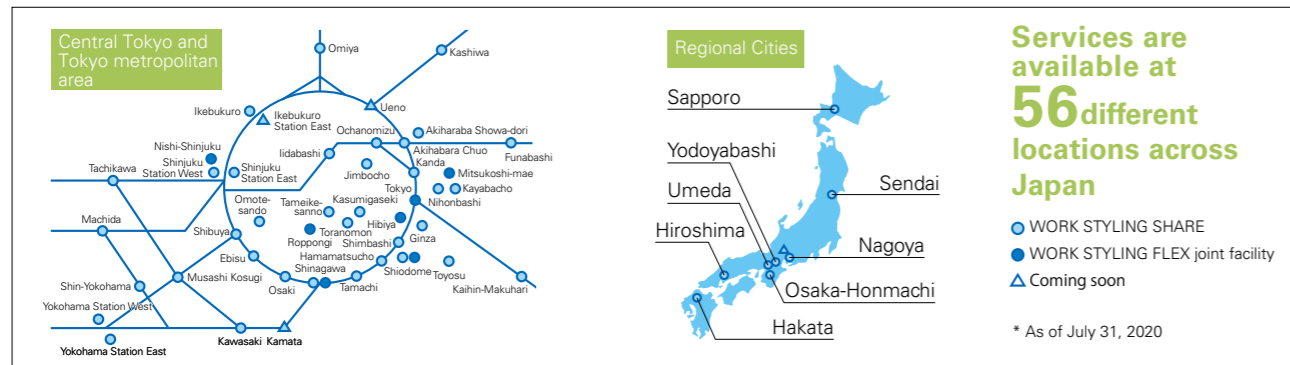 Central Tokyo and
Tokyo metropolitan
area
Omiya
Kashiwa
Ueno
Ikebukuro
Ikebukuro
Station East
Ochanomizu
Akiharaba Showa-dori
Nishi-Shinjuku
Iidabashi
Akihabara Chuo
Funabashi
Tachikawa
Shinjuku
Station West
Shinjuku
Station East
Jimbocho
Kanda
Mitsukoshi-mae
Kayabacho
Tokyo
Nihonbashi
Omote-
sando
Tameike-
sanno
Kasumigaseki
Machida
Shibuya
Roppongi
Toranomon
Hibiya
Ginza
Shimbashi
Ebisu
Hamamatsucho
Shiodome
Toyosu
Musashi Kosugi
Osaki
Shinagawa
Tamachi
Kaihin-Makuhari
Shin-Yokohama
Yokohama Station West
Yokohama Station East
Kawasaki
Kamata
Regional Cities
Sapporo
Yodoyabashi
Umeda
Sendai
Hiroshima
Nagoya
Osaka-Honmachi
Hakata
Services are
available at
56 different
locations across
Japan
WORK STYLING SHARE
WORK STYLING FLEX joint facility
Coming soon
* As of July 31, 2020